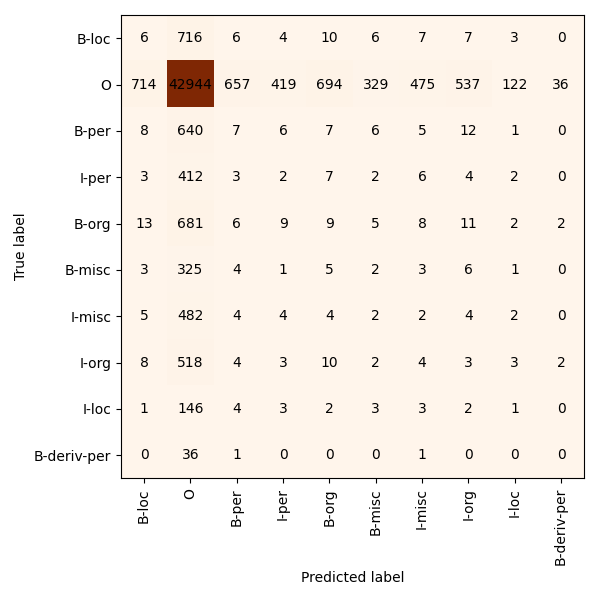 B-loc 6 716 6 4 10 6 7 7 3 0
O 714 42944 657 419 694 329 475 537 122 36
B-per 8 640 7 6 7 6 5 12 1 0
I-per 3 412 3 2 7 2 6 4 2 0
B-org 13 681 6 9 9 5 8 11 2 2
B-misc 3 325 4 1 5 2 3 6 1 0
I-misc 5 482 4 4 4 2 2 4 2 0
I-org 8 518 4 3 10 2 4 3 3 2
I-loc 1 146 4 3 2 3 3 2 1 0
B-deriv-per 0 36 1 0 0 0 1 0 0 0
True label
B-loc O B-per I-per B-org B-misc I-misc I-org I-loc B-deriv-per
Predicted label